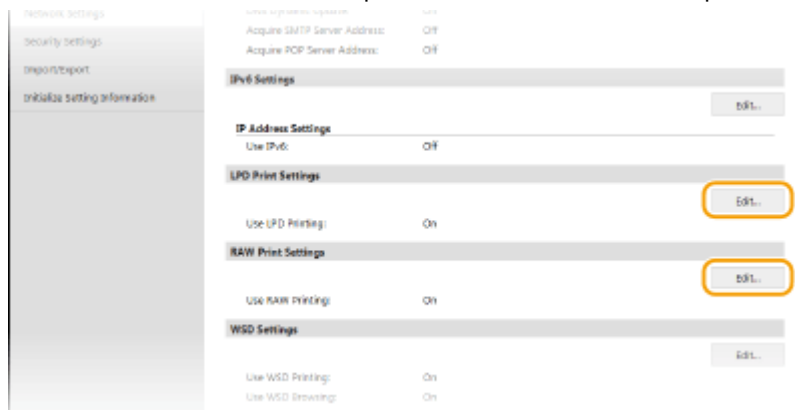 Network Settings
Acquire SMTP Server Address: Off
Security Settings
Acquire POP Server Address: Off
Import/Export
IPv6 Settings
Initialize Setting Information
Edit...
IP Address Settings
Use IPv6: Off
LPD Print Settings
Edit...
Use LPD Printing: On
RAW Print Settings
Edit...
Use RAW Printing: On
WSD Settings
Edit...
Use WSD Printing: On
Use WSD Browsing: On